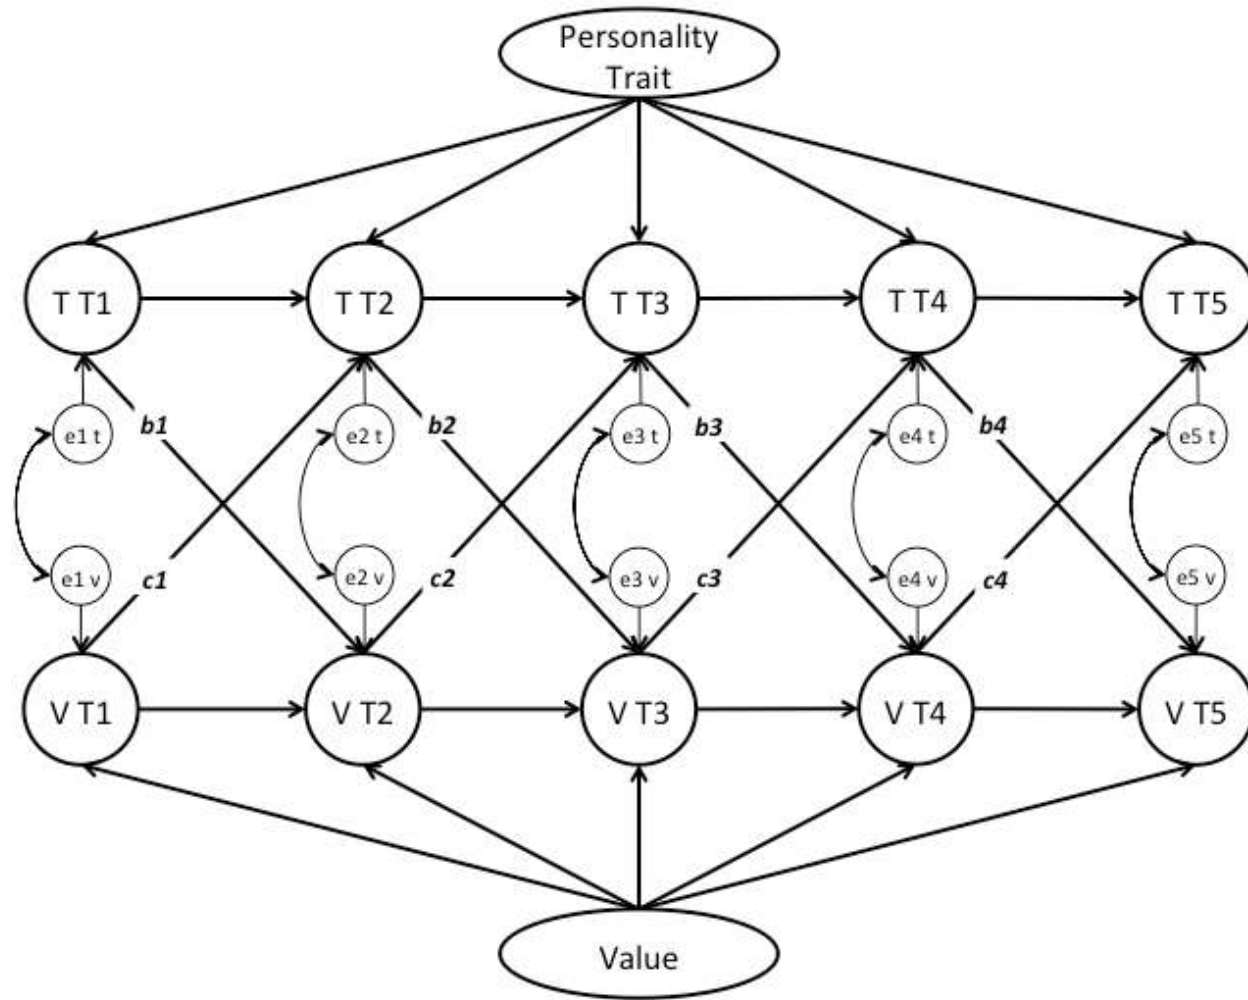 Personality
Trait
T T1
T T2
T T3
T T4
T T5
b1
b2
b3
b4
e1 t
e2 t
e3 t
e4 t
e5 t
e1 v
e2 v
e3 v
e4 v
e5 v
c1
c2
c3
c4
V T1
V T2
V T3
V T4
V T5
Value